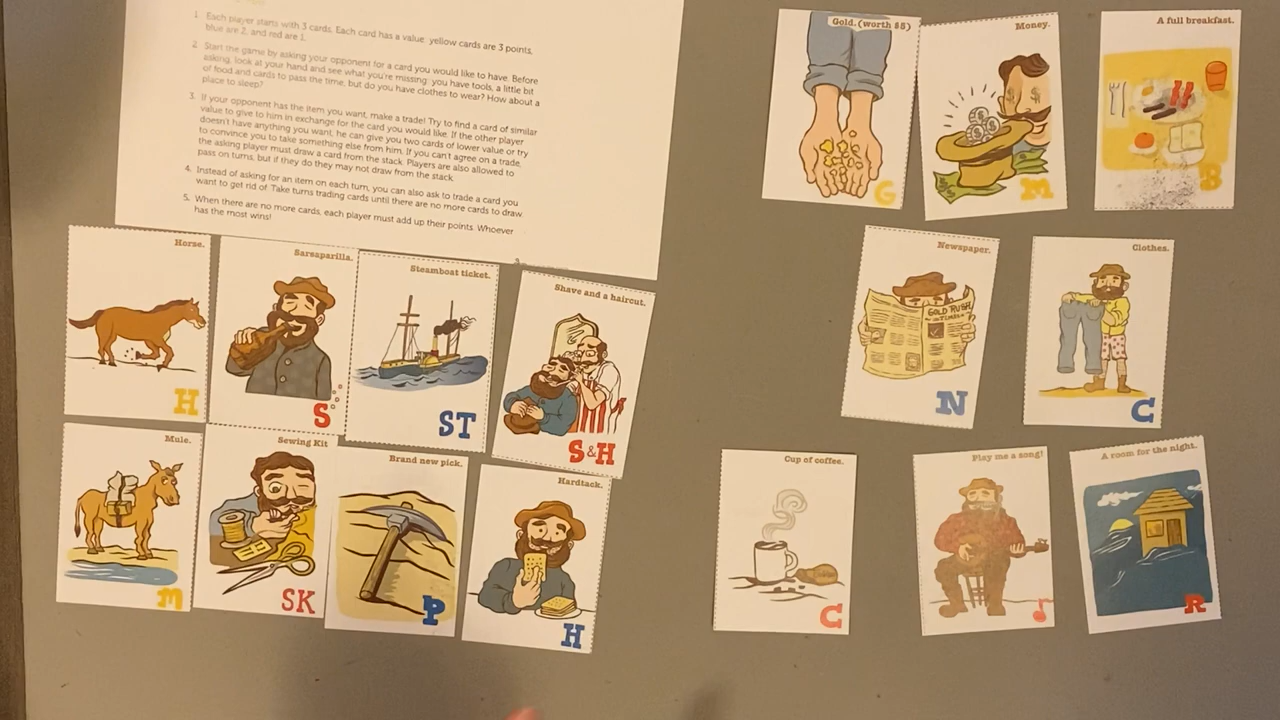 1. Each player starts with 3 cards. Each card has a value: yellow cards are 3 points,
blue are 2, and red are 1.
2. Start the game by asking your opponent for a card you would like to have. Before
asking, look at your hand and see what you're missing: you have tools, a little bit
of food and cards to pass the time, but do you have clothes to wear? How about a
place to sleep?
3. If your opponent has the item you want, make a trade! Try to find a card of similar
value to give to him in exchange for the card you would like. If the other player
doesn't have anything you want, he can give you two cards of lower value or try
to convince you to take something else from him. If you can't agree on a trade,
the asking player must draw a card from the stack. Players are also allowed to
pass on turns, but if they do they may not draw from the stack.
4. Instead of asking for an item on each turn, you can also ask to trade a card you
want to get rid of. Take turns trading cards until there are no more cards to draw.
5. When there are no more cards, each player must add up their points. Whoever
has the most wins!
Gold. (worth $5)
G
Money.
M
A full breakfast.
B
Horse.
H
Sarsaparilla.
S
Steamboat ticket.
ST
Shave and a haircut.
S&H
Newspaper.
GOLD RUSH
TIMES
N
Clothes.
C
Mule.
M
Sewing Kit
SK
Brand new pick.
P
Hardtack.
H
Cup of coffee.
C
Play me a song!
A room for the night.
R